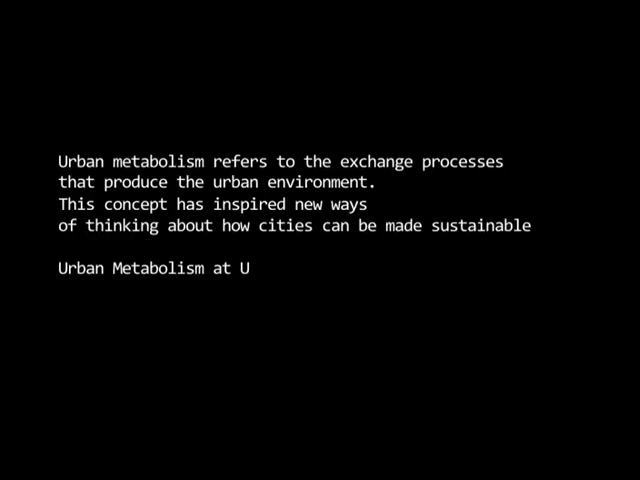 Urban metabolism refers to the exchange processes
that produce the urban environment.
This concept has inspired new ways
of thinking about how cities can be made sustainable
Urban Metabolism at U